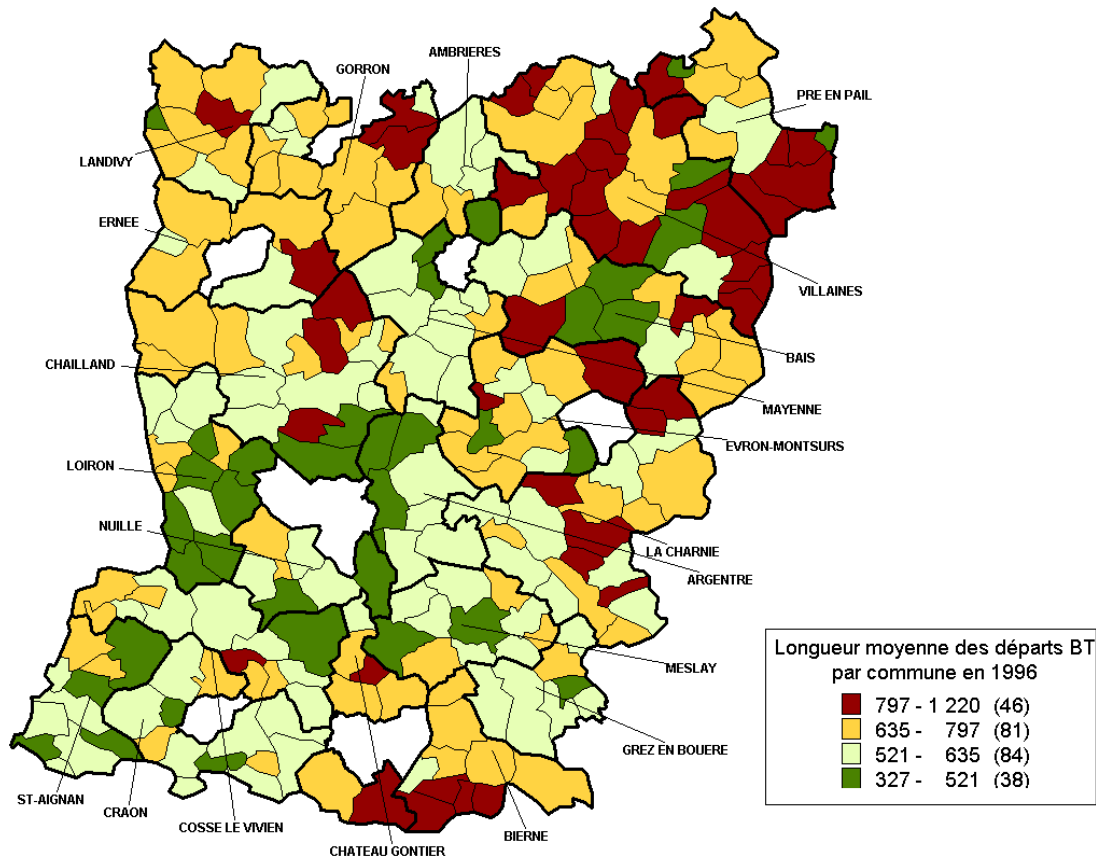 AMBRIERES
GORRON
PRE EN PAIL
LANDIVY
ERNEE
VILLAINES
BAIS
CHAILLAND
MAYENNE
EVRON-MONTSURS
LOIRON
NUILLE
LA CHARNIE
ARGENTRE
MESLAY
GREZ EN BOUERE
ST-AIGNAN
CRAON
COSSE LE VIVIEN
BIERNE
CHATEAU GONTIER
Longueur moyenne des départs BT
par commune en 1996
797 - 1 220 (46)
635 - 797 (81)
521 - 635 (84)
327 - 521 (38)